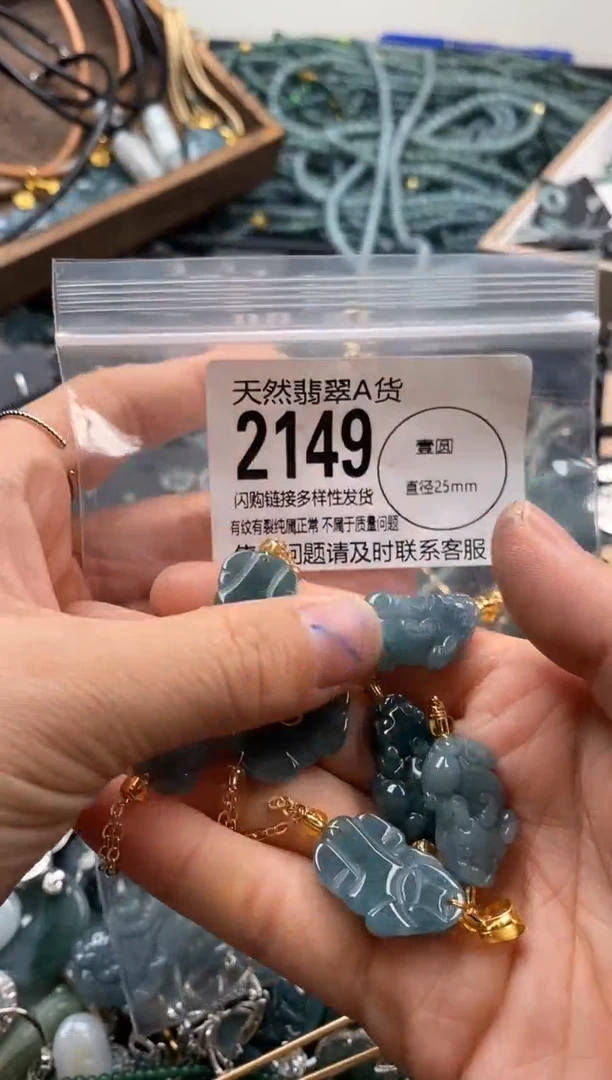 天然翡翠A货
2149
壹圆
直径25mm
闪购链接多样性发货
有纹有裂纯属正常 不属于质量问题
问题请及时联系客服